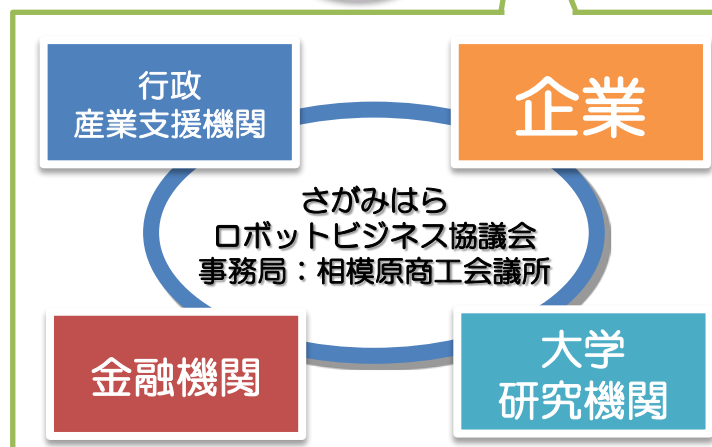 行政
産業支援機関
企業
さがみはら
ロボットビジネス協議会
事務局：相模原商工会議所
金融機関
大学
研究機関